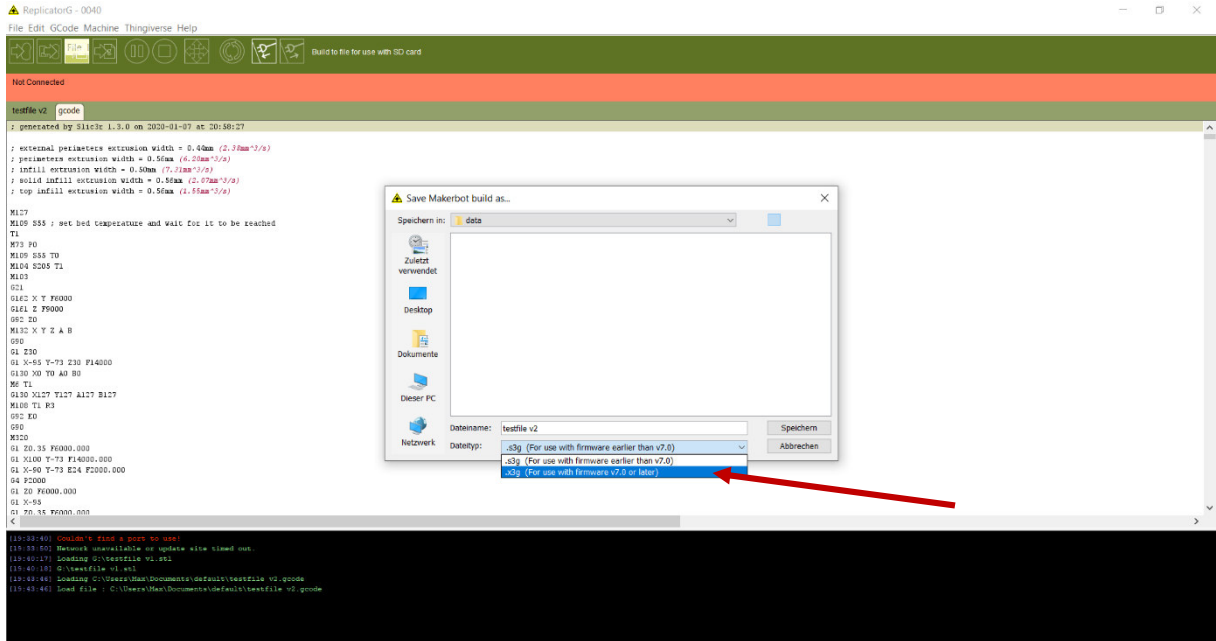 ReplicatorG - 0040
File Edit GCode Machine Thingiverse Help
File
Build to file for use with SD card
Not Connected
testfile v2 gcode
; generated by Slic3r 1.3.0 on 2020-01-07 at 20:58:27
; external perimeters extrusion width = 0.44mm (2.38mm^3/s)
; perimeters extrusion width = 0.56mm (6.20mm^3/s)
; infill extrusion width = 0.50mm (7.31mm^3/s)
; solid infill extrusion width = 0.56mm (2.07mm^3/s)
; top infill extrusion width = 0.56mm (1.55mm^3/s)
M127
M109 S55 ; set bed temperature and wait for it to be reached
T1
M73 P0
M109 S55 T0
M104 S205 T1
M103
G21
G162 X Y F6000
G161 Z F9000
G92 Z0
M132 X Y Z A B
G90
G1 Z30
G1 X-95 Y-73 Z30 F14000
G130 X0 Y0 A0 B0
M6 T1
G130 X127 Y127 A127 B127
M108 T1 R3
G92 E0
G90
M320
G1 Z0.35 F6000.000
G1 X100 Y-73 F14000.000
G1 X-90 Y-73 E24 F2000.000
G4 P2000
G1 Z0 F6000.000
G1 X-95
G1 Z0.35 F6000.000
Save Makerbot build as...
Speichern in: data
Zuletzt
verwendet
Desktop
Dokumente
Dieser PC
Netzwerk
Dateiname: testfile v2 Speichern
Dateityp: .s3g (For use with firmware earlier than v7.0) Abbrechen
.s3g (For use with firmware earlier than v7.0)
.x3g (For use with firmware v7.0 or later)
[19:33:40] Couldn't find a port to use!
[19:33:50] Network unavailable or update site timed out.
[19:40:17] Loading G:\testfile v1.stl
[19:40:18] G:\testfile v1.stl
[19:43:46] Loading C:\Users\Max\Documents\default\testfile v2.gcode
[19:43:46] Load file : C:\Users\Max\Documents\default\testfile v2.gcode